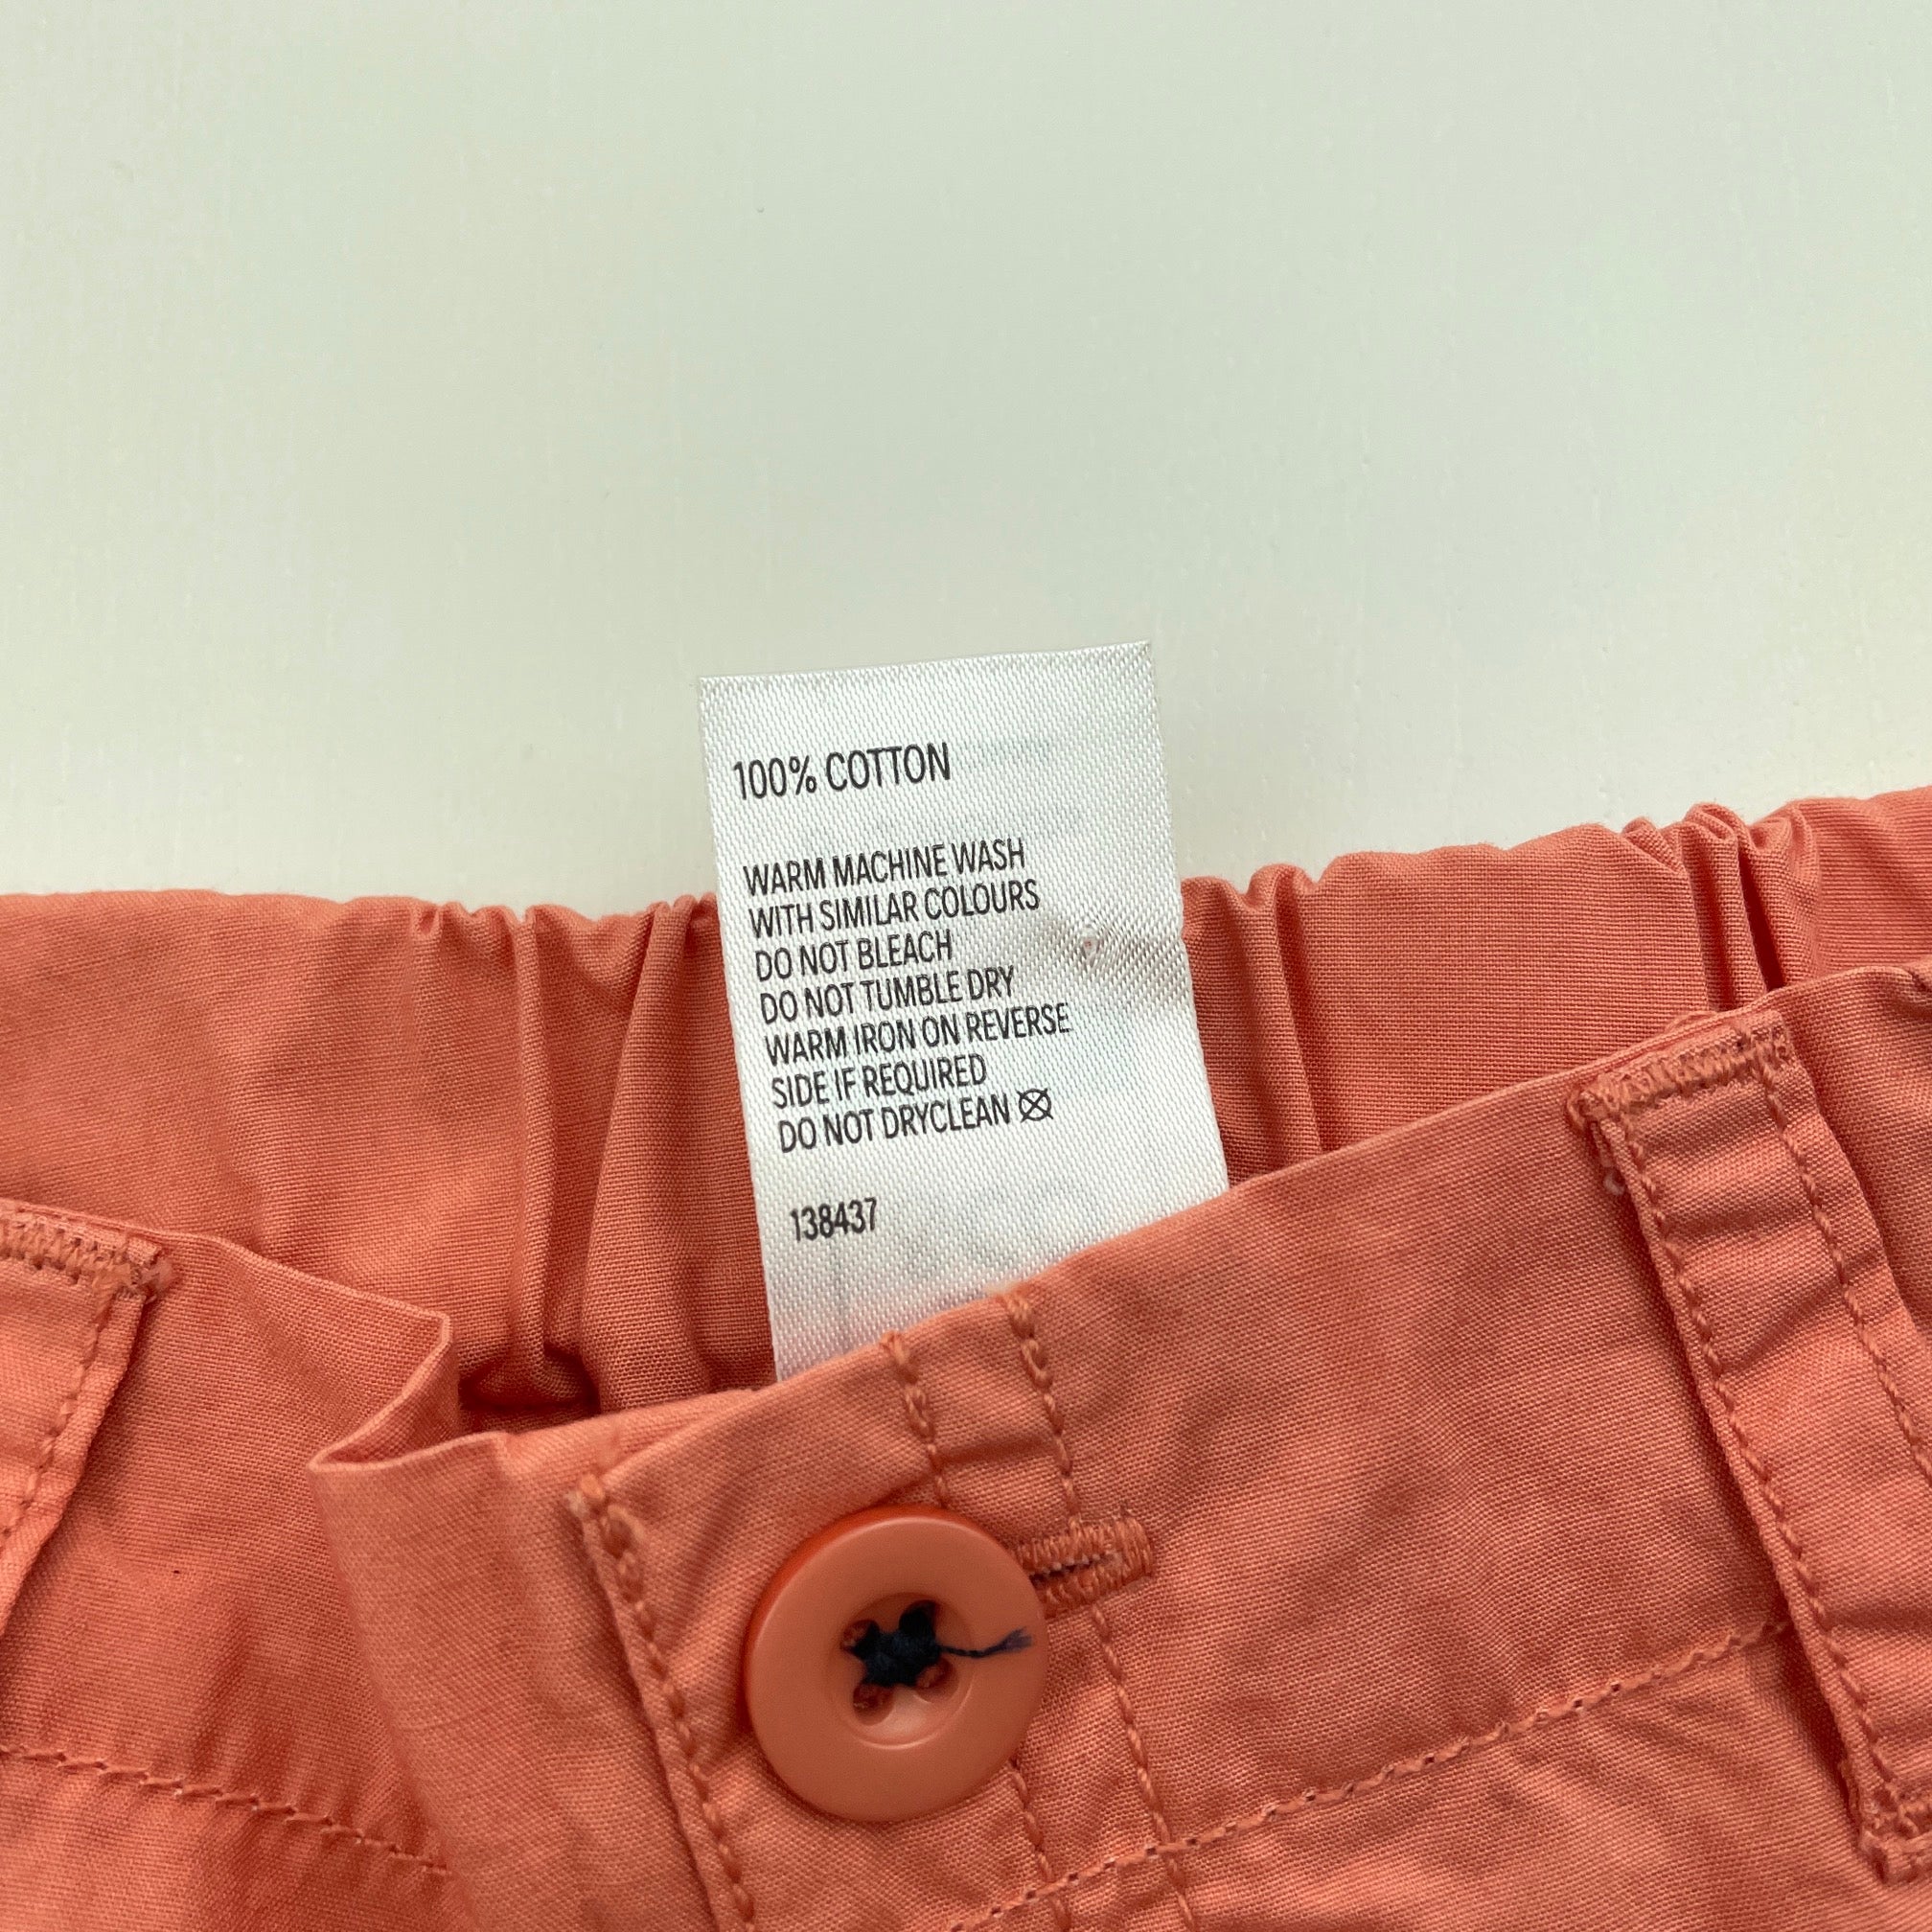 100% COTTON
WARM MACHINE WASH
WITH SIMILAR COLOURS
DO NOT BLEACH
DO NOT TUMBLE DRY
WARM IRON ON REVERSE
SIDE IF REQUIRED
DO NOT DRYCLEAN
138437